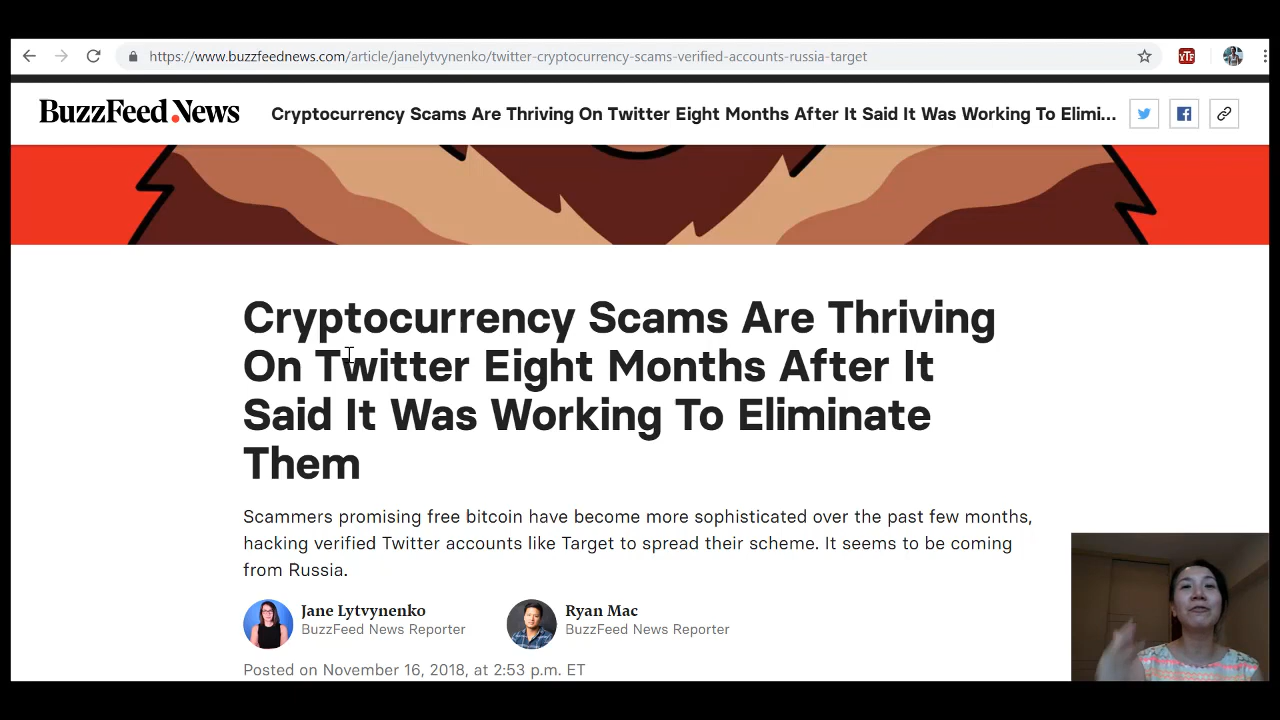 https://www.buzzfeednews.com/article/janelytvynenko/twitter-cryptocurrency-scams-verified-accounts-russia-target
YTF
BuzzFeed News
Cryptocurrency Scams Are Thriving On Twitter Eight Months After It Said It Was Working To Elimi...
Cryptocurrency Scams Are Thriving
On Twitter Eight Months After It
Said It Was Working To Eliminate
Them
Scammers promising free bitcoin have become more sophisticated over the past few months,
hacking verified Twitter accounts like Target to spread their scheme. It seems to be coming
from Russia.
Jane Lytvynenko
BuzzFeed News Reporter
Ryan Mac
BuzzFeed News Reporter
Posted on November 16, 2018, at 2:53 p.m. ET